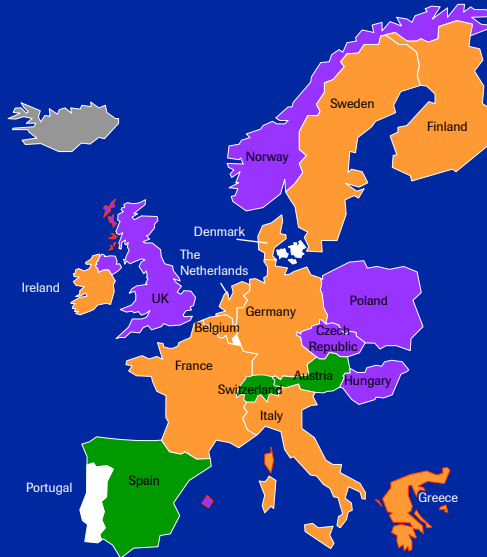 Sweden
Finland
Norway
Denmark
The
Netherlands
Ireland
UK
Poland
Germany
Belgium
Czech
Republic
France
Austria
Hungary
Switzerland
Italy
Spain
Portugal
Greece